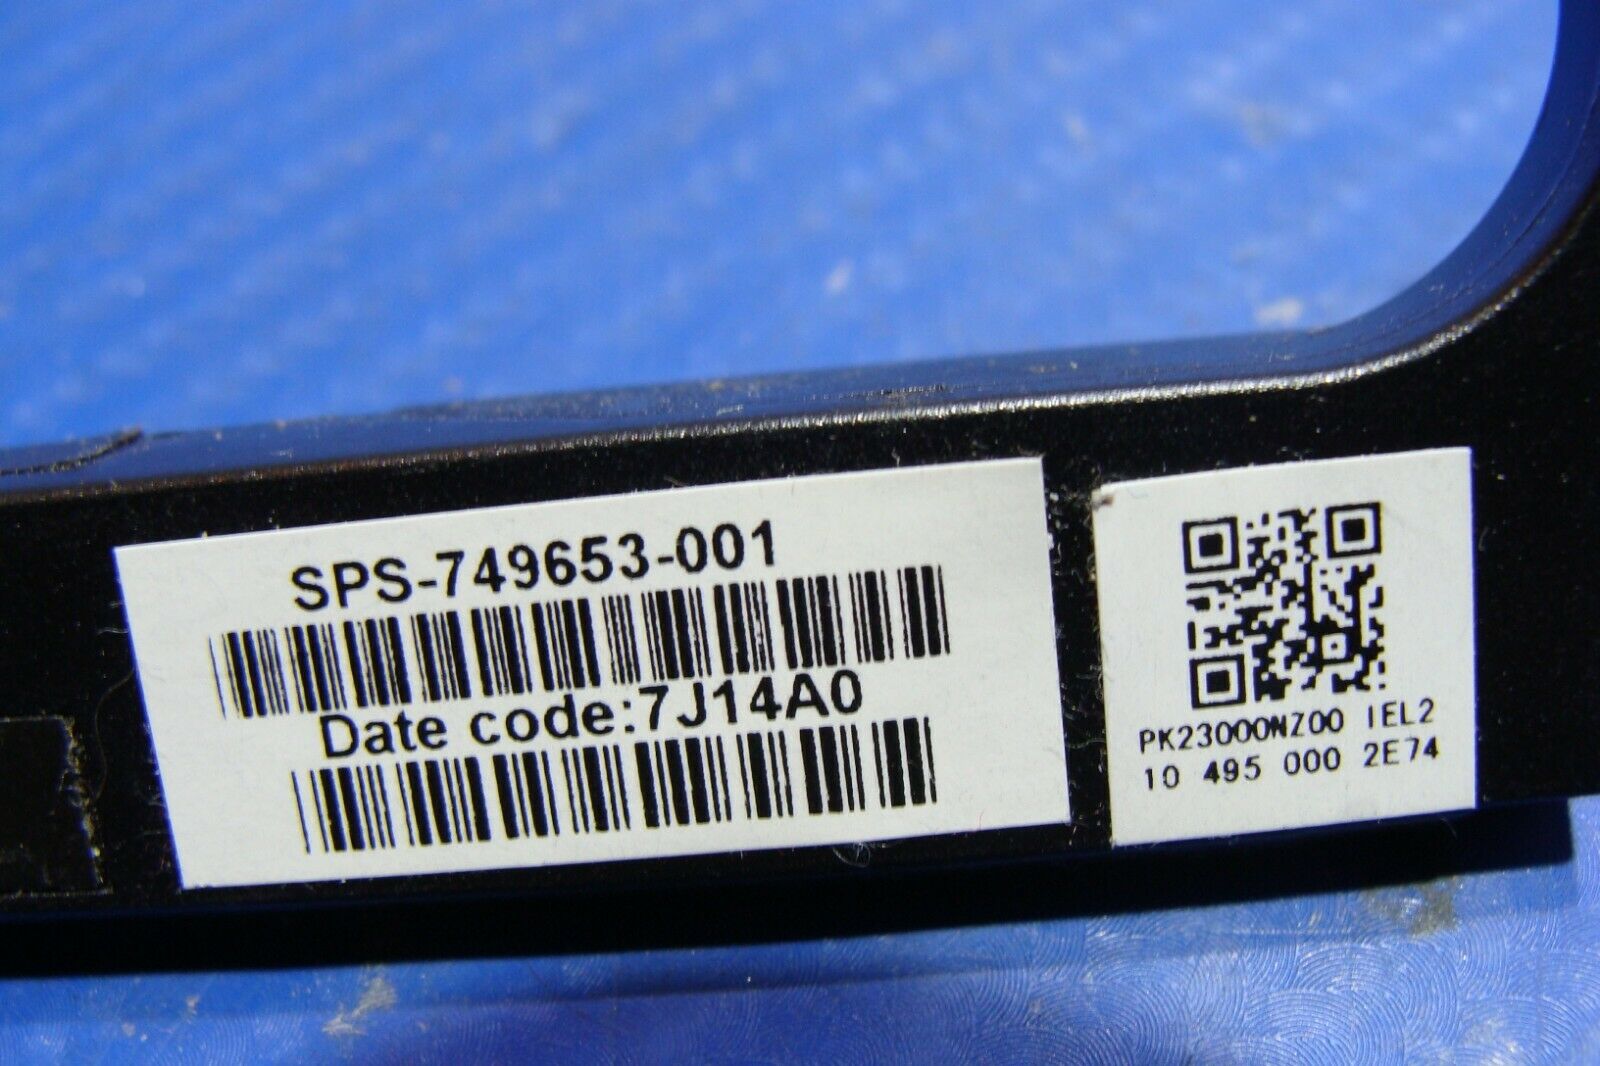 SPS-749653-001
Date code:7J14A0
PK23000NZ00 IEL2
10 495 000 2E74